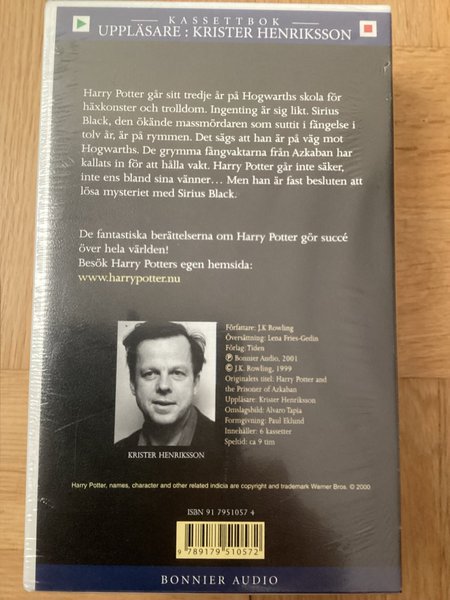 KASSETTBOK
UPPLÄSARE : KRISTER HENRIKSSON
Harry Potter går sitt tredje år på Hogwarths skola för
häxkonster och trolldom. Ingenting är sig likt. Sirius
Black, den ökände massmördaren som suttit i fängelse i
tolv år, är på rymmen. Det sägs att han är på väg mot
Hogwarths. De grymma fångvaktarna från Azkaban har
kallats in för att hålla vakt. Harry Potter går inte säker,
inte ens bland sina vänner... Men han är fast besluten att
lösa mysteriet med Sirius Black.
De fantastiska berättelserna om Harry Potter gör succé
över hela världen!
Besök Harry Potters egen hemsida:
www.harrypotter.nu
Författare: J.K Rowling
Översättning: Lena Fries-Gedin
Förlag: Tiden
℗ Bonnier Audio, 2001
© J.K. Rowling, 1999
Originalets titel: Harry Potter and
the Prisoner of Azkaban
Uppläsare: Krister Henriksson
Omslagsbild: Alvaro Tapia
Formgivning: Paul Eklund
Innehåller: 6 kassetter
Speltid: ca 9 tim
KRISTER HENRIKSSON
Harry Potter, names, character and other related indicia are copyright and trademark Warner Bros. © 2000
ISBN 91 7951057 4
9 789179 510572
BONNIER AUDIO